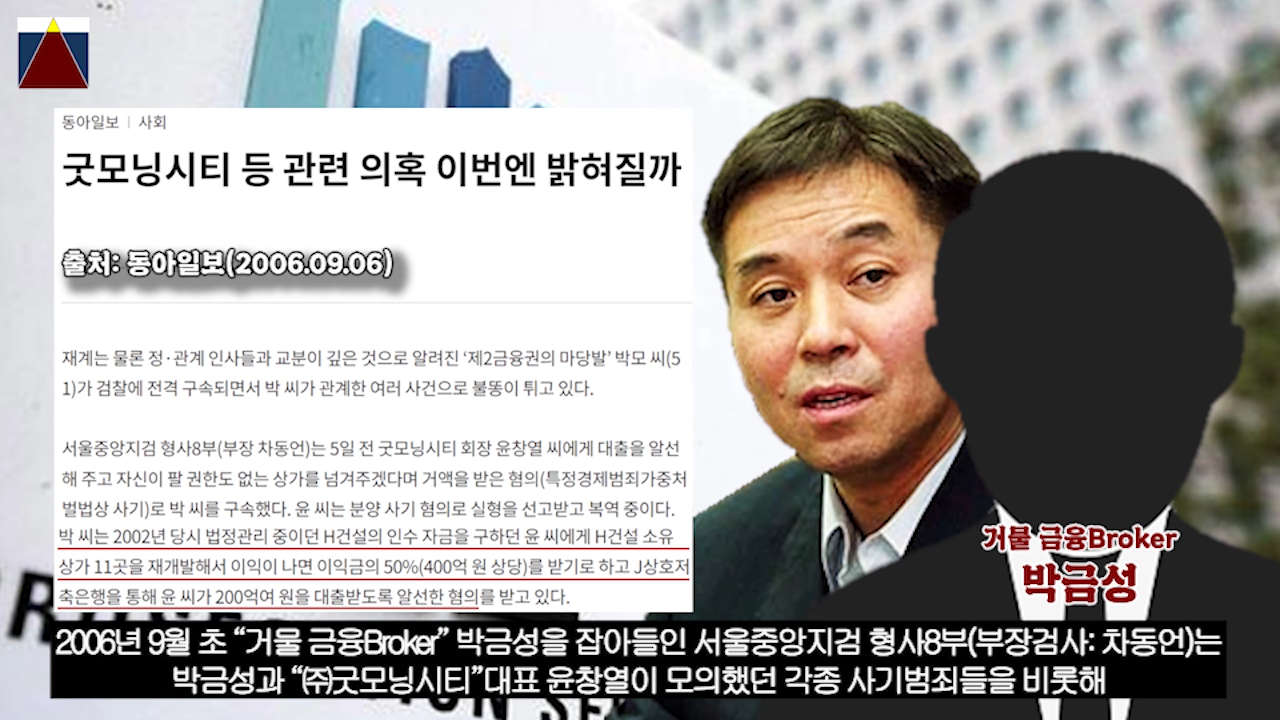 동아일보 | 사회
굿모닝시티 등 관련 의혹 이번엔 밝혀질까
출처: 동아일보(2006.09.06)
재계는 물론 정·관계 인사들과 교분이 깊은 것으로 알려진 ‘제2금융권의 마당발’ 박모 씨(5
1)가 검찰에 전격 구속되면서 박 씨가 관계한 여러 사건으로 불똥이 튀고 있다.
서울중앙지검 형사8부(부장 차동언)는 5일 전 굿모닝시티 회장 윤창열 씨에게 대출을 알선
해 주고 자신이 팔 권한도 없는 상가를 넘겨주겠다며 거액을 받은 혐의(특정경제범죄가중처
벌법상 사기)로 박 씨를 구속했다. 윤 씨는 분양 사기 혐의로 실형을 선고받고 복역 중이다.
박 씨는 2002년 당시 법정관리 중이던 H건설의 인수 자금을 구하던 윤 씨에게 H건설 소유
상가 11곳을 재개발해서 이익이 나면 이익금의 50%(400억 원 상당)를 받기로 하고 J상호저
축은행을 통해 윤 씨가 200억여 원을 대출받도록 알선한 혐의를 받고 있다.
거물 금융Broker
박금성
2006년 9월 초 “거물 금융Broker” 박금성을 잡아들인 서울중앙지검 형사8부(부장검사: 차동언)는
박금성과 “㈜굿모닝시티”대표 윤창열이 모의했던 각종 사기범죄들을 비롯해